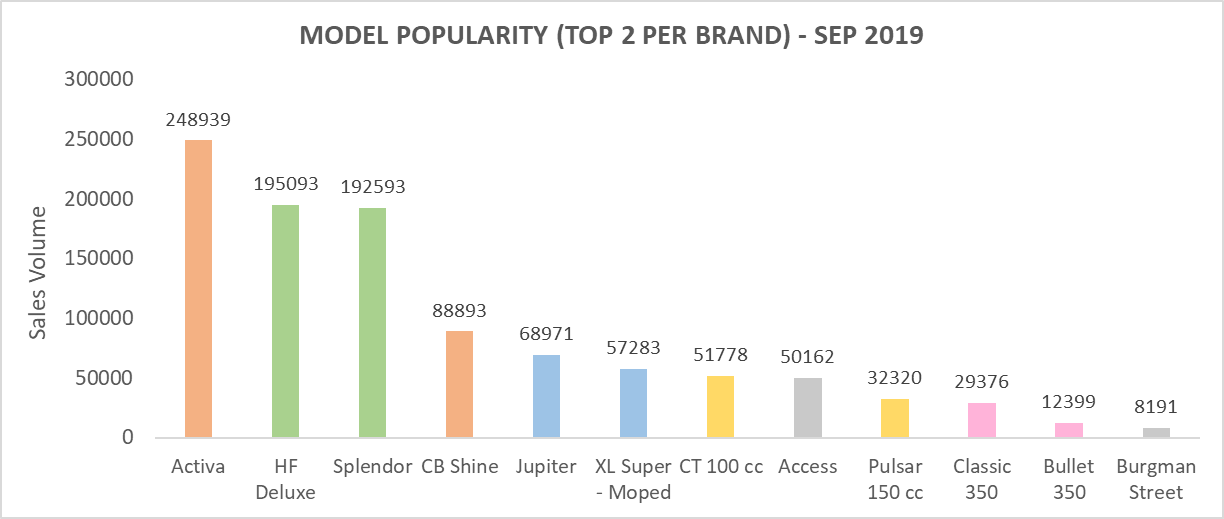 MODEL POPULARITY (TOP 2 PER BRAND) - SEP 2019
Sales Volume
300000
250000
200000
150000
100000
50000
0
248939
195093
192593
88893
68971
57283
51778
50162
32320
29376
12399
8191
Activa
HF
Deluxe
Splendor
CB Shine
Jupiter
XL Super
- Moped
CT 100 cc
Access
Pulsar
150 cc
Classic
350
Bullet
350
Burgman
Street